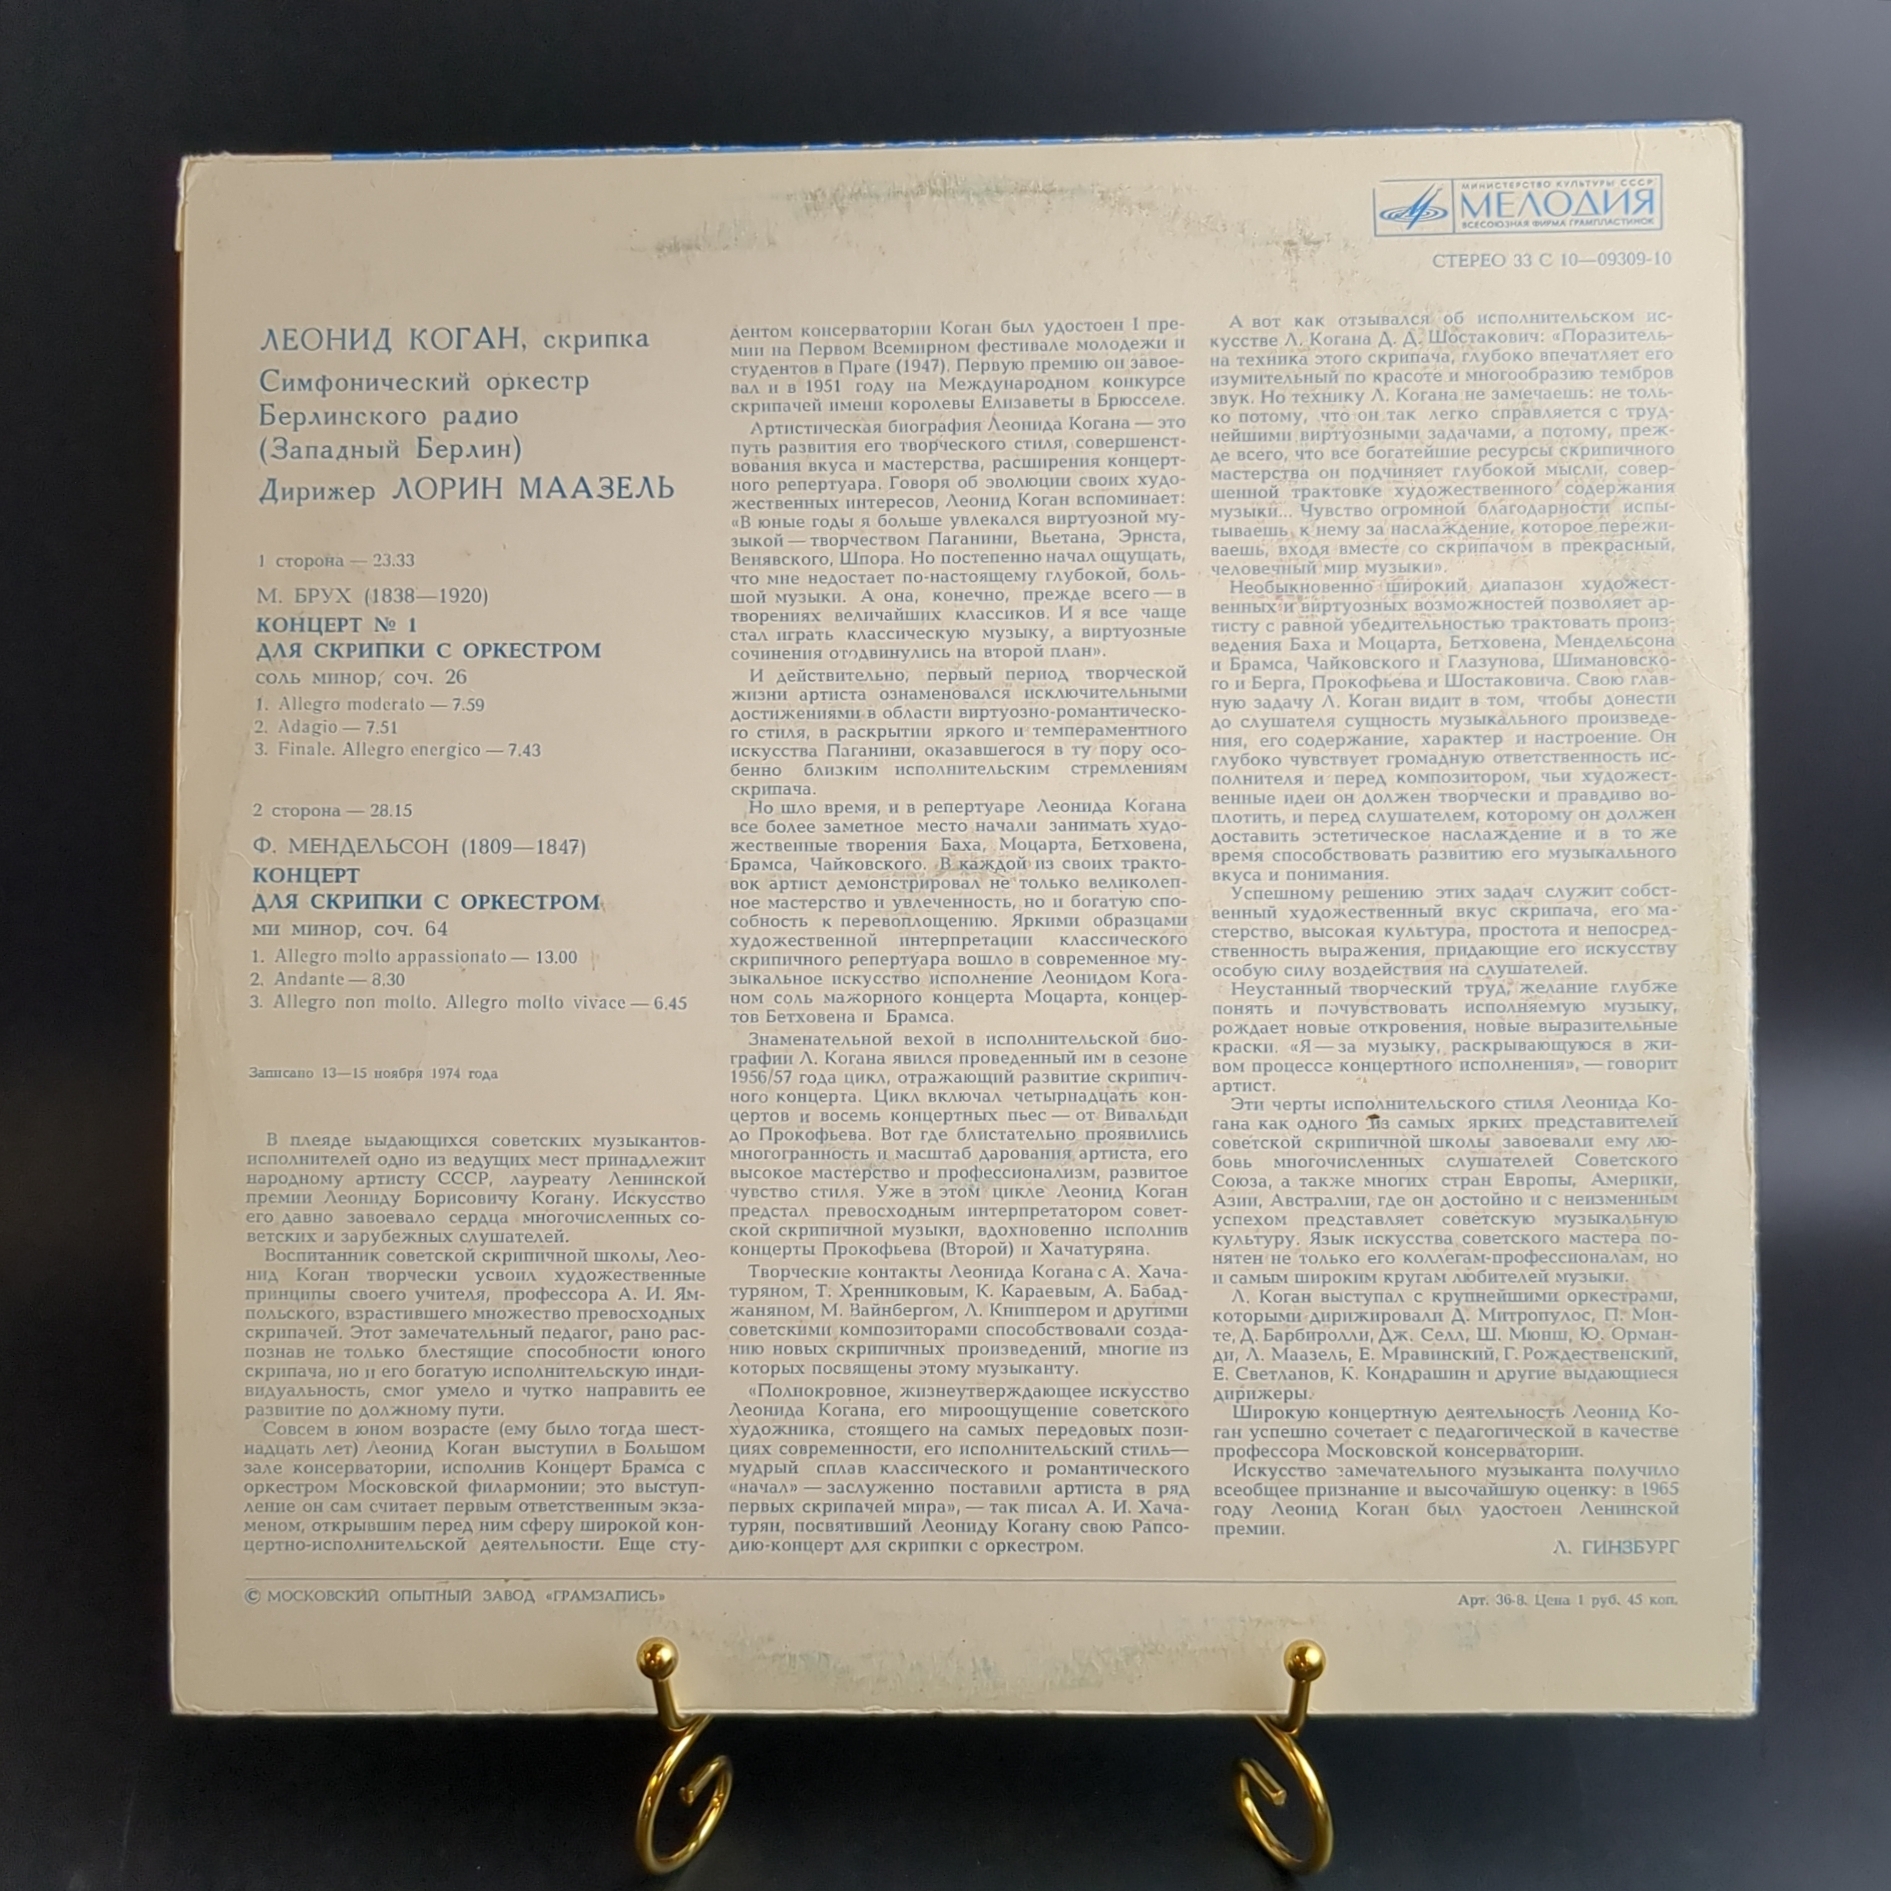 МИНИСТЕРСТВО КУЛЬТУРЫ СССР
МЕЛОДИЯ
ВСЕСОЮЗНАЯ ФИРМА ГРАМПЛАСТИНОК
СТЕРЕО 33 С 10—09309-10
ЛЕОНИД КОГАН, скрипка
Симфонический оркестр
Берлинского радио
(Западный Берлин)
Дирижер ЛОРИН МААЗЕЛЬ
1 сторона — 23.33
М. БРУХ (1838—1920)
КОНЦЕРТ № 1
ДЛЯ СКРИПКИ С ОРКЕСТРОМ
соль минор, соч. 26
1. Allegro moderato — 7.59
2. Adagio — 7.51
3. Finale. Allegro energico — 7.43
2 сторона — 28.15
Ф. МЕНДЕЛЬСОН (1809—1847)
КОНЦЕРТ
ДЛЯ СКРИПКИ С ОРКЕСТРОМ
ми минор, соч. 64
1. Allegro molto appassionato — 13.00
2. Andante — 8.30
3. Allegro non molto. Allegro molto vivace — 6.45
Записано 13—15 ноября 1974 года
В плеяде выдающихся советских музыкантов-
исполнителей одно из ведущих мест принадлежит
народному артисту СССР, лауреату Ленинской
премии Леониду Борисовичу Когану. Искусство
его давно завоевало сердца многочисленных со-
ветских и зарубежных слушателей.
Воспитанник советской скрипичной школы, Лео-
нид Коган творчески усвоил художественные
принципы своего учителя, профессора А. И. Ям-
польского, взрастившего множество превосходных
скрипачей. Этот замечательный педагог, рано рас-
познав не только блестящие способности юного
скрипача, но и его богатую исполнительскую инди-
видуальность, смог умело и чутко направить ее
развитие по должному пути.
Совсем в юном возрасте (ему было тогда шест-
надцать лет) Леонид Коган выступил в Большом
зале консерватории, исполнив Концерт Брамса с
оркестром Московской филармонии; это выступ-
ление он сам считает первым ответственным экза-
меном, открывшим перед ним сферу широкой кон-
цертно-исполнительской деятельности. Еще сту-
дентом консерватории Коган был удостоен I пре-
мии на Первом Всемирном фестивале молодежи и
студентов в Праге (1947). Первую премию он завое-
вал и в 1951 году на Международном конкурсе
скрипачей имени королевы Елизаветы в Брюсселе.
Артистическая биография Леонида Когана — это
путь развития его творческого стиля, совершенст-
вования вкуса и мастерства, расширения концерт-
ного репертуара. Говоря об эволюции своих худо-
жественных интересов, Леонид Коган вспоминает:
«В юные годы я больше увлекался виртуозной му-
зыкой — творчеством Паганини, Вьетана, Эрнста,
Венявского, Шпора. Но постепенно начал ощущать,
что мне недостает по-настоящему глубокой, боль-
шой музыки. А она, конечно, прежде всего — в
творениях величайших классиков. И я все чаще
стал играть классическую музыку, а виртуозные
сочинения отодвинулись на второй план».
И действительно, первый период творческой
жизни артиста ознаменовался исключительными
достижениями в области виртуозно-романтическо-
го стиля, в раскрытии яркого и темпераментного
искусства Паганини, оказавшегося в ту пору осо-
бенно близким исполнительским стремлениям
скрипача.
Но шло время, и в репертуаре Леонида Когана
все более заметное место начали занимать худо-
жественные творения Баха, Моцарта, Бетховена,
Брамса, Чайковского. В каждой из своих тракто-
вок артист демонстрировал не только великолеп-
ное мастерство и увлеченность, но и богатую спо-
собность к перевоплощению. Яркими образцами
художественной интерпретации классического
скрипичного репертуара вошло в современное му-
зыкальное искусство исполнение Леонидом Кога-
ном соль мажорного концерта Моцарта, концер-
тов Бетховена и Брамса.
Знаменательной вехой в исполнительской био-
графии Л. Когана явился проведенный им в сезоне
1956/57 года цикл, отражающий развитие скрипич-
ного концерта. Цикл включал четырнадцать кон-
цертов и восемь концертных пьес — от Вивальди
до Прокофьева. Вот где блистательно проявились
многогранность и масштаб дарования артиста, его
высокое мастерство и профессионализм, развитое
чувство стиля. Уже в этом цикле Леонид Коган
предстал превосходным интерпретатором совет-
ской скрипичной музыки, вдохновенно исполнив
концерты Прокофьева (Второй) и Хачатуряна.
Творческие контакты Леонида Когана с А. Хача-
туряном, Т. Хренниковым, К. Караевым, А. Бабад-
жаняном, М. Вайнбергом, Л. Книппером и другими
советскими композиторами способствовали созда-
нию новых скрипичных произведений, многие из
которых посвящены этому музыканту.
«Полнокровное, жизнеутверждающее искусство
Леонида Когана, его мироощущение советского
художника, стоящего на самых передовых пози-
циях современности, его исполнительский стиль—
мудрый сплав классического и романтического
«начал» — заслуженно поставили артиста в ряд
первых скрипачей мира», — так писал А. И. Хача-
турян, посвятивший Леониду Когану свою Рапсо-
дию-концерт для скрипки с оркестром.
А вот как отзывался об исполнительском ис-
кусстве Л. Когана Д. Д. Шостакович: «Поразитель-
на техника этого скрипача, глубоко впечатляет его
изумительный по красоте и многообразию тембров
звук. Но технику Л. Когана не замечаешь: не толь-
ко потому, что он так легко справляется с труд-
нейшими виртуозными задачами, а потому, преж-
де всего, что все богатейшие ресурсы скрипичного
мастерства он подчиняет глубокой мысли, совер-
шенной трактовке художественного содержания
музыки... Чувство огромной благодарности испы-
тываешь к нему за наслаждение, которое пережи-
ваешь, входя вместе со скрипачом в прекрасный,
человечный мир музыки».
Необыкновенно широкий диапазон художест-
венных и виртуозных возможностей позволяет ар-
тисту с равной убедительностью трактовать произ-
ведения Баха и Моцарта, Бетховена, Мендельсона
и Брамса, Чайковского и Глазунова, Шимановско-
го и Берга, Прокофьева и Шостаковича. Свою глав-
ную задачу Л. Коган видит в том, чтобы донести
до слушателя сущность музыкального произведе-
ния, его содержание, характер и настроение. Он
глубоко чувствует громадную ответственность ис-
полнителя и перед композитором, чьи художест-
венные идеи он должен творчески и правдиво во-
плотить, и перед слушателем, которому он должен
доставить эстетическое наслаждение и в то же
время способствовать развитию его музыкального
вкуса и понимания.
Успешному решению этих задач служит собст-
венный художественный вкус скрипача, его ма-
стерство, высокая культура, простота и непосред-
ственность выражения, придающие его искусству
особую силу воздействия на слушателей.
Неустанный творческий труд, желание глубже
понять и почувствовать исполняемую музыку,
рождает новые откровения, новые выразительные
краски. «Я — за музыку, раскрывающуюся в жи-
вом процессе концертного исполнения», — говорит
артист.
Эти черты исполнительского стиля Леонида Ко-
гана как одного из самых ярких представителей
советской скрипичной школы завоевали ему лю-
бовь многочисленных слушателей Советского
Союза, а также многих стран Европы, Америки,
Азии, Австралии, где он достойно и с неизменным
успехом представляет советскую музыкальную
культуру. Язык искусства советского мастера по-
нятен не только его коллегам-профессионалам, но
и самым широким кругам любителей музыки.
Л. Коган выступал с крупнейшими оркестрами,
которыми дирижировали Д. Митропулос, П. Мон-
те, Д. Барбиролли, Дж. Селл, Ш. Мюнш, Ю. Орман-
ди, Л. Маазель, Е. Мравинский, Г. Рождественский,
Е. Светланов, К. Кондрашин и другие выдающиеся
дирижеры.
Широкую концертную деятельность Леонид Ко-
ган успешно сочетает с педагогической в качестве
профессора Московской консерватории.
Искусство замечательного музыканта получило
всеобщее признание и высочайшую оценку: в 1965
году Леонид Коган был удостоен Ленинской
премии.
Л. ГИНЗБУРГ
© МОСКОВСКИЙ ОПЫТНЫЙ ЗАВОД «ГРАМЗАПИСЬ»
Арт. 36-8. Цена 1 руб. 45 коп.